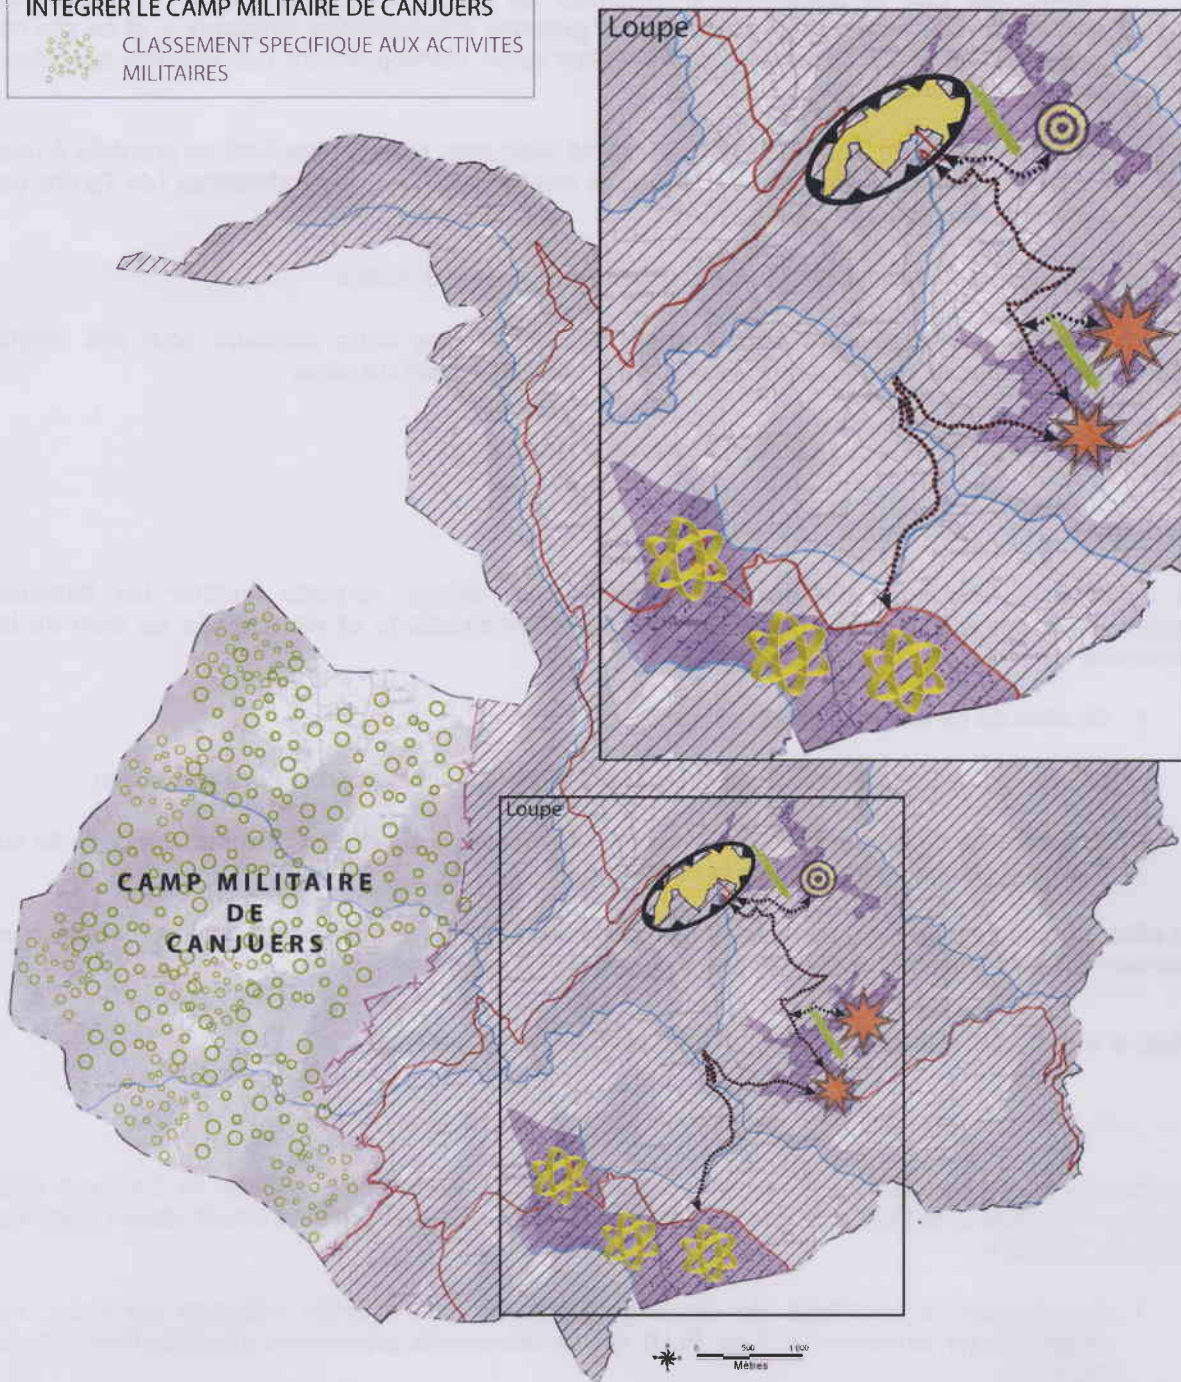 INTEGRER LE CAMP MILITAIRE DE CANJUERS
CLASSEMENT SPECIFIQUE AUX ACTIVITES
MILITAIRES
Loupe
Loupe
CAMP MILITAIRE
DE
CANJUERS
0 500 1 000
Mètres